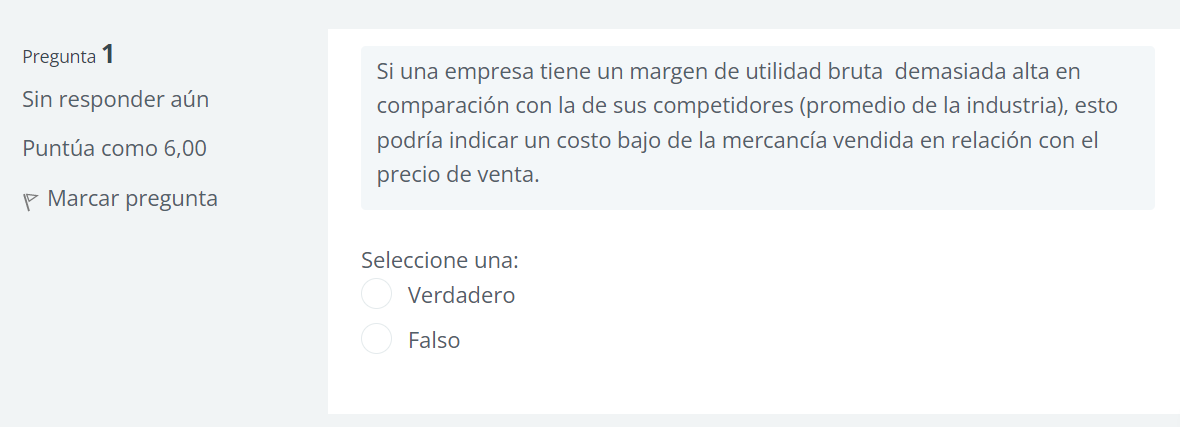 Pregunta 1
Sin responder aún
Puntúa como 6,00
Marcar pregunta
Si una empresa tiene un margen de utilidad bruta  demasiada alta en
comparación con la de sus competidores (promedio de la industria), esto
podría indicar un costo bajo de la mercancía vendida en relación con el
precio de venta.
Seleccione una:
Verdadero
Falso